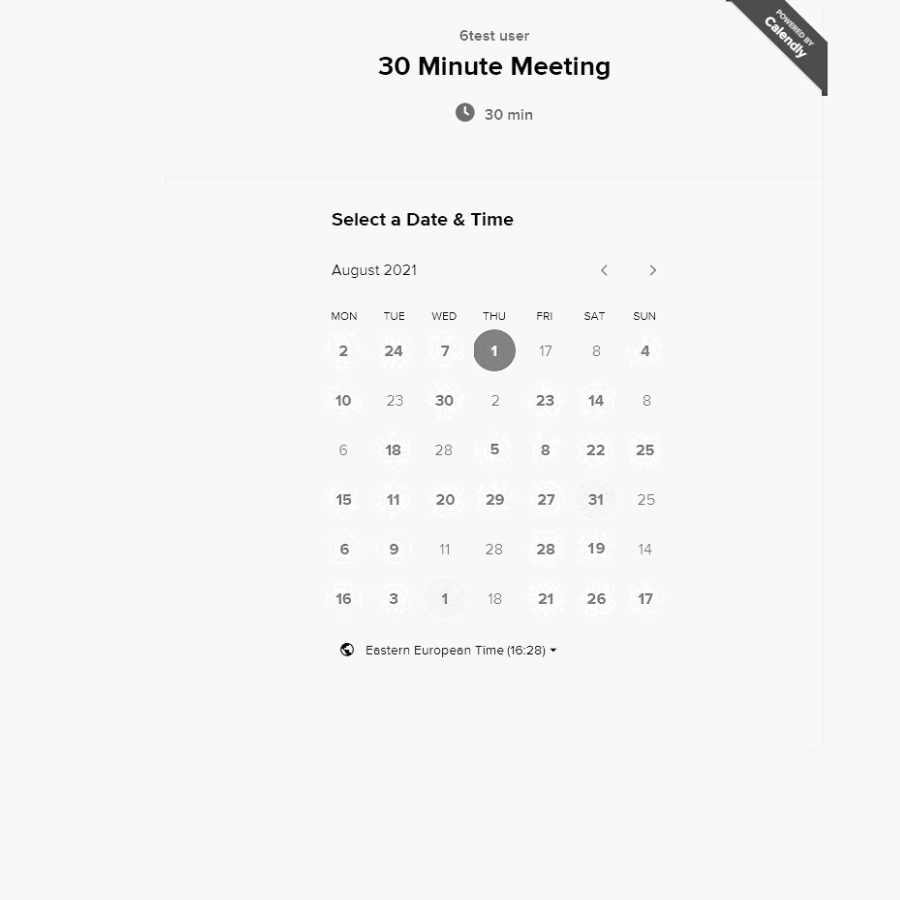 6test user
POWERED BY
Calendly
30 Minute Meeting
30 min
Select a Date & Time
August 2021
MON TUE WED THU FRI SAT SUN
2 24 7 1 17 8 4
10 23 30 2 23 14 8
6 18 28 5 8 22 25
15 11 20 29 27 31 25
6 9 11 28 28 19 14
16 3 1 18 21 26 17
Eastern European Time (16:28)